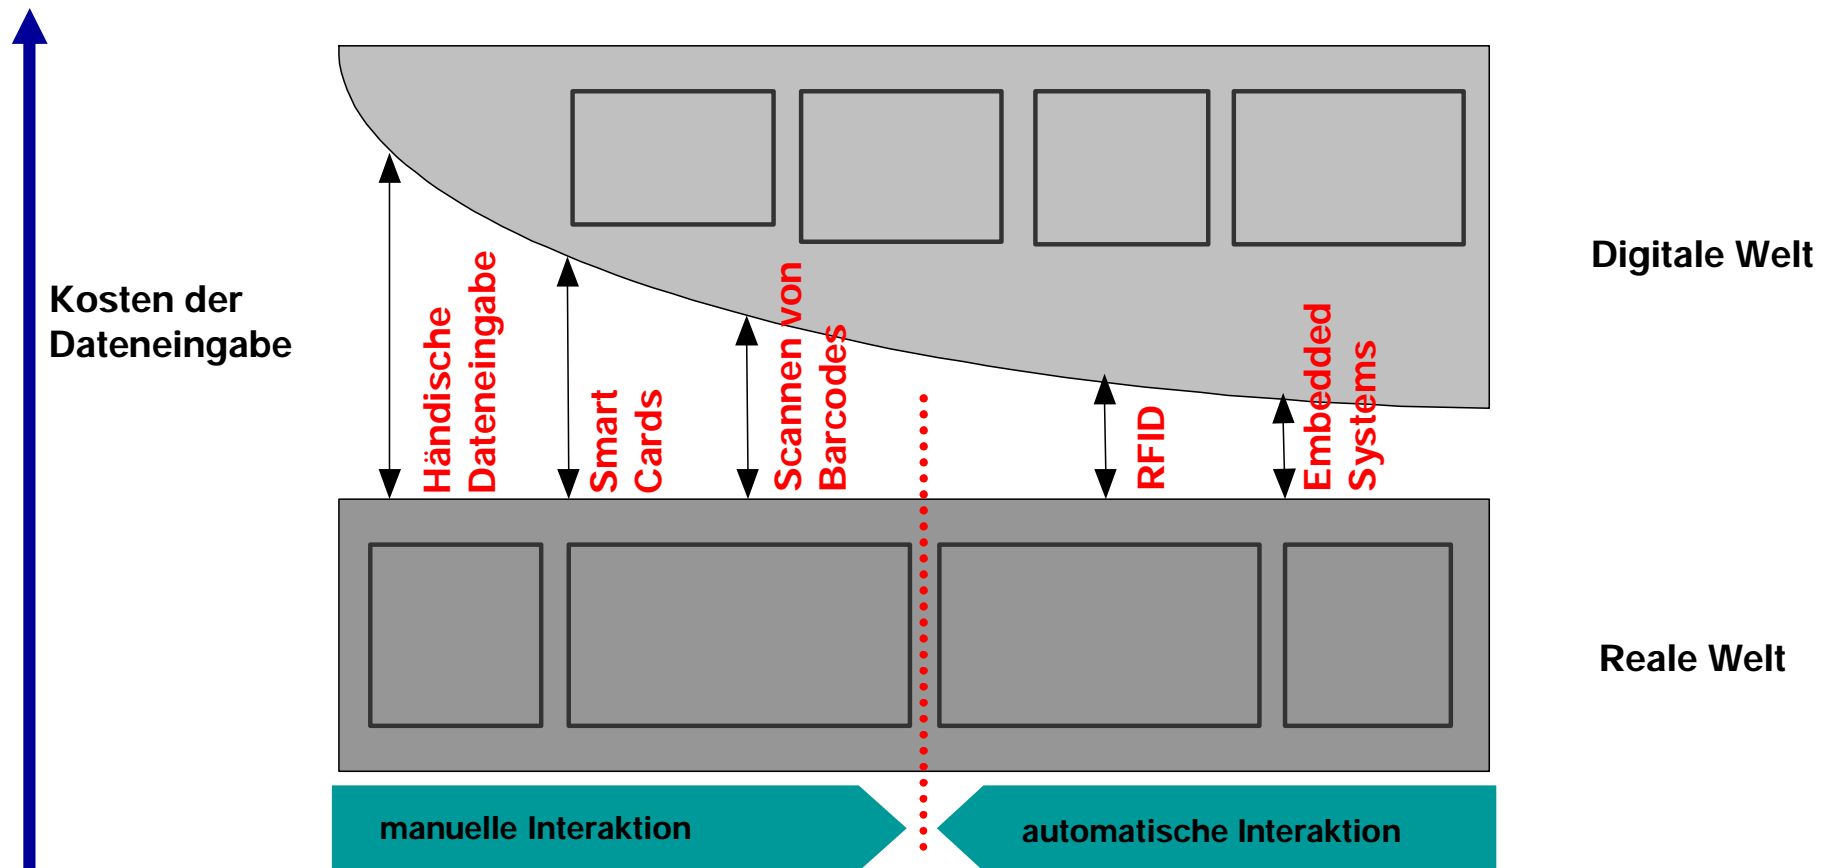 Kosten der
Dateneingabe
Händische
Dateneingabe
Smart
Cards
Scannen von
Barcodes
RFID
Embedded
Systems
Digitale Welt
Reale Welt
manuelle Interaktion
automatische Interaktion